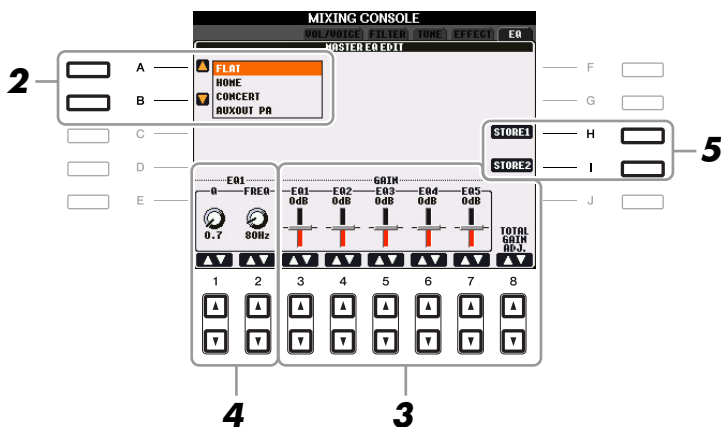 MIXING CONSOLE
VOL/VOICE FILTER TUNE EFFECT EQ
MASTER EQ EDIT
2
A
FLAT
F
HOME
B
CONCERT
G
AUXOUT PA
C
STORE1
H
5
D
STORE2
I
E
J
EQ1
GAIN
Q FREQ EQ1 EQ2 EQ3 EQ4 EQ5
0dB 0dB 0dB 0dB 0dB
0.7 80Hz
TOTAL
GAIN
ADJ.
1 2 3 4 5 6 7 8
4 3